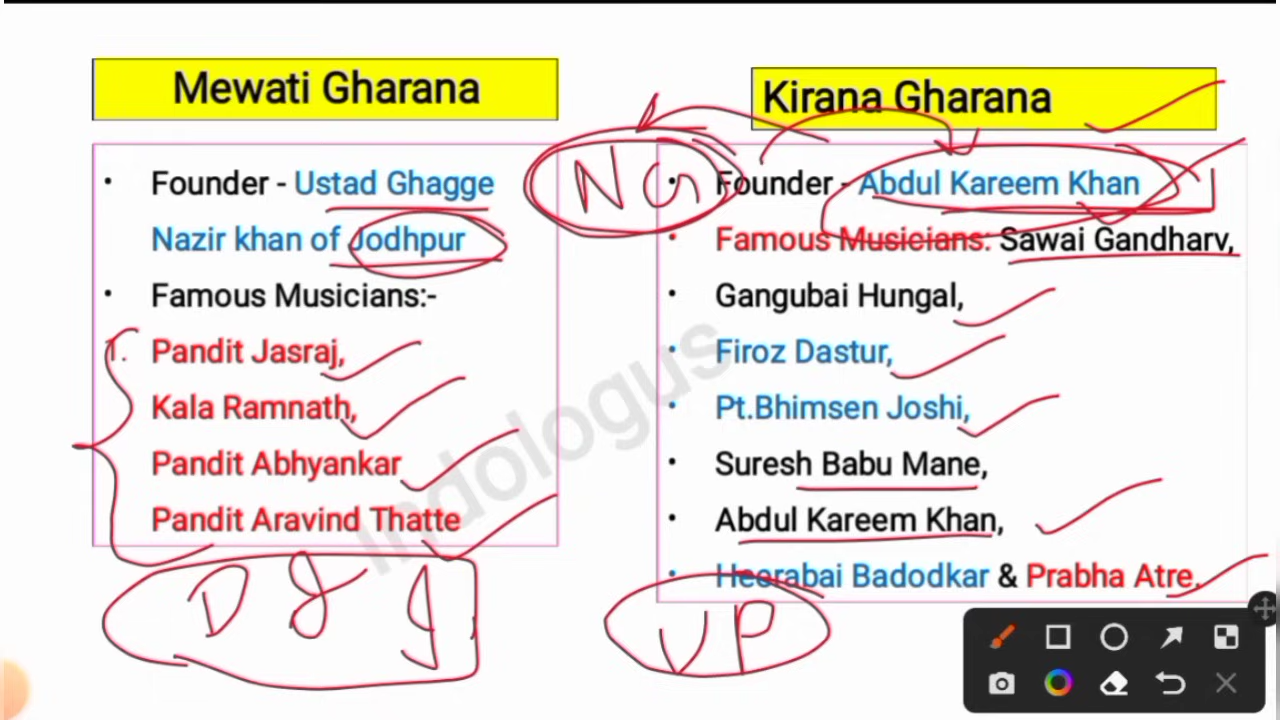 Mewati Gharana
• Founder - Ustad Ghagge
Nazir khan of Jodhpur
• Famous Musicians:-
1. Pandit Jasraj,
Kala Ramnath,
Pandit Abhyankar
Pandit Aravind Thatte
NG
Kirana Gharana
• Founder - Abdul Kareem Khan
• Famous Musicians: Sawai Gandharv,
• Gangubai Hungal,
• Firoz Dastur,
• Pt.Bhimsen Joshi,
• Suresh Babu Mane,
• Abdul Kareem Khan,
• Heerabai Badodkar & Prabha Atre.
UP
Indologus